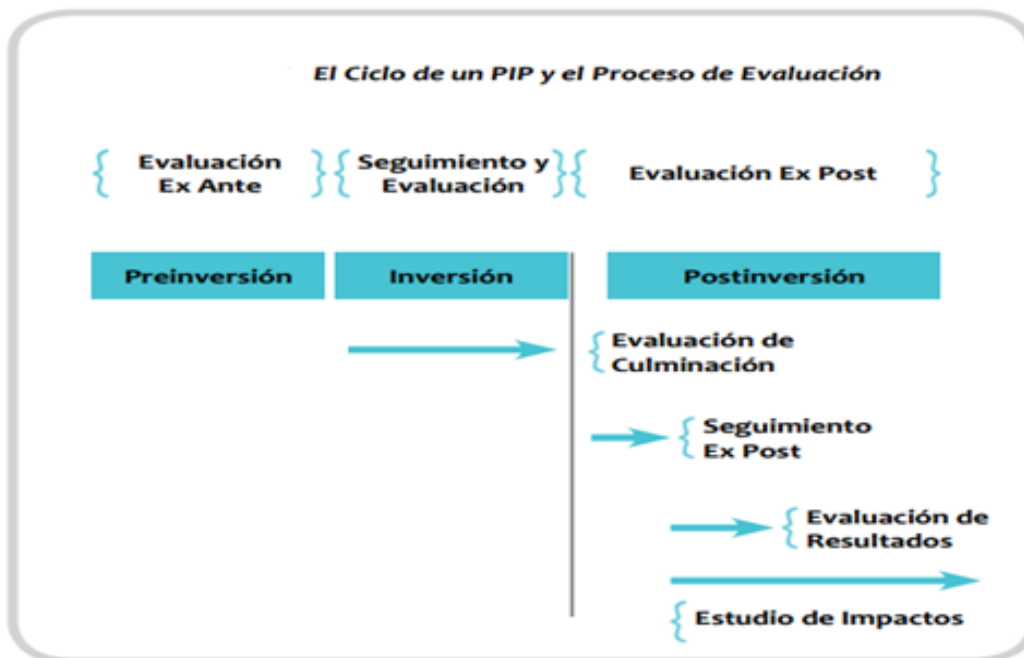 El Ciclo de un PIP y el Proceso de Evaluación
Evaluación
Ex Ante
Seguimiento y
Evaluación
Evaluación Ex Post
Preinversión
Inversión
Postinversión
Evaluación de
Culminación
Seguimiento
Ex Post
Evaluación de
Resultados
Estudio de Impactos